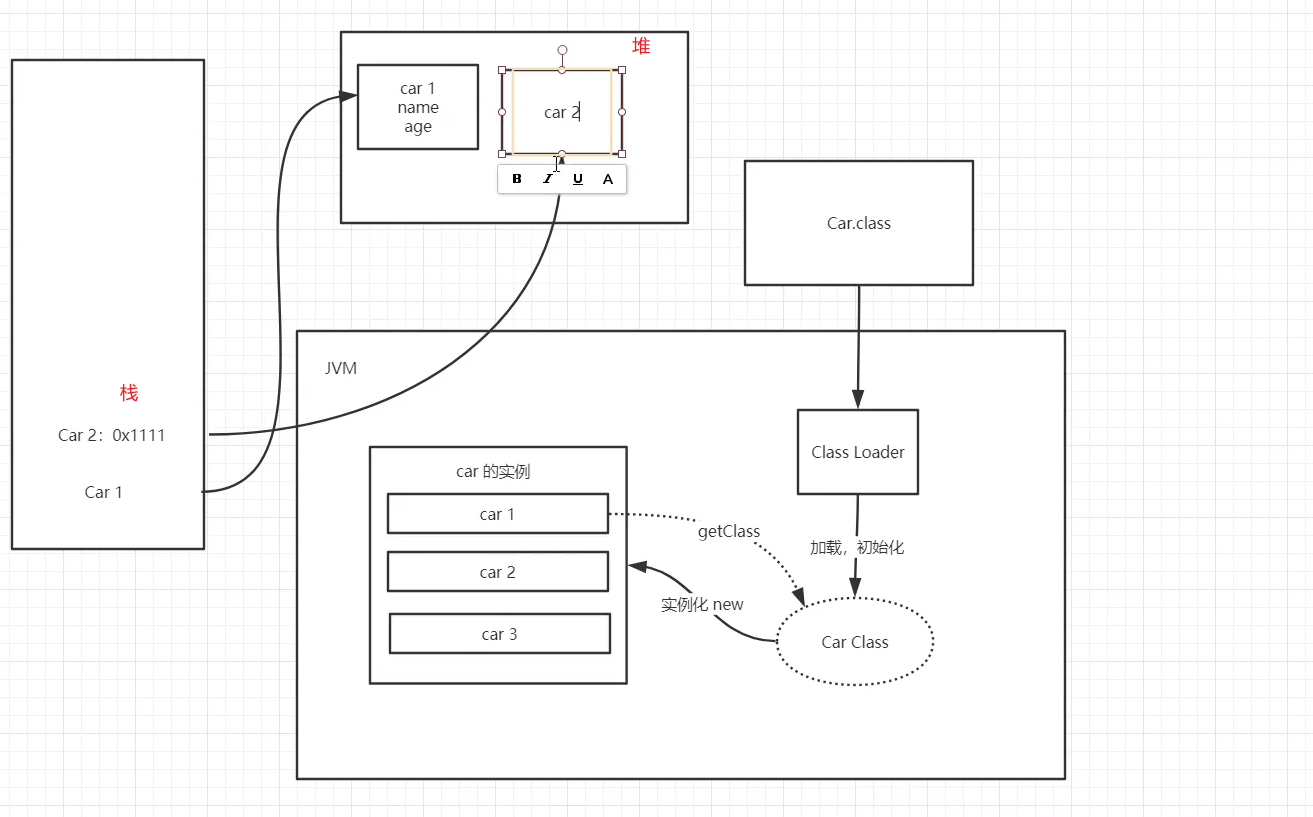 堆
car 1
name
age
car 2
B I U A
Car.class
栈
Car 2：0x1111
Car 1
JVM
Class Loader
car 的实例
car 1
car 2
car 3
getClass
加载，初始化
实例化 new
Car Class